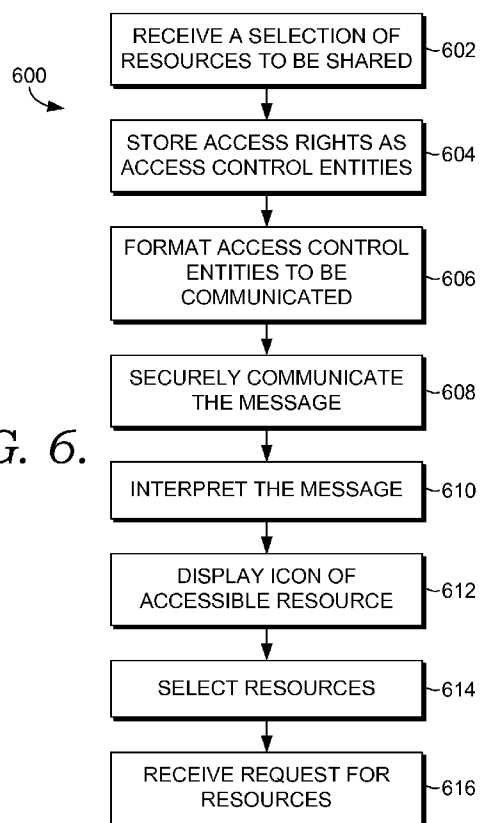 600
RECEIVE A SELECTION OF
RESOURCES TO BE SHARED
602
STORE ACCESS RIGHTS AS
ACCESS CONTROL ENTITIES
604
FORMAT ACCESS CONTROL
ENTITIES TO BE
COMMUNICATED
606
SECURELY COMMUNICATE
THE MESSAGE
608
G. 6.
INTERPRET THE MESSAGE
610
DISPLAY ICON OF
ACCESSIBLE RESOURCE
612
SELECT RESOURCES
614
RECEIVE REQUEST FOR
RESOURCES
616